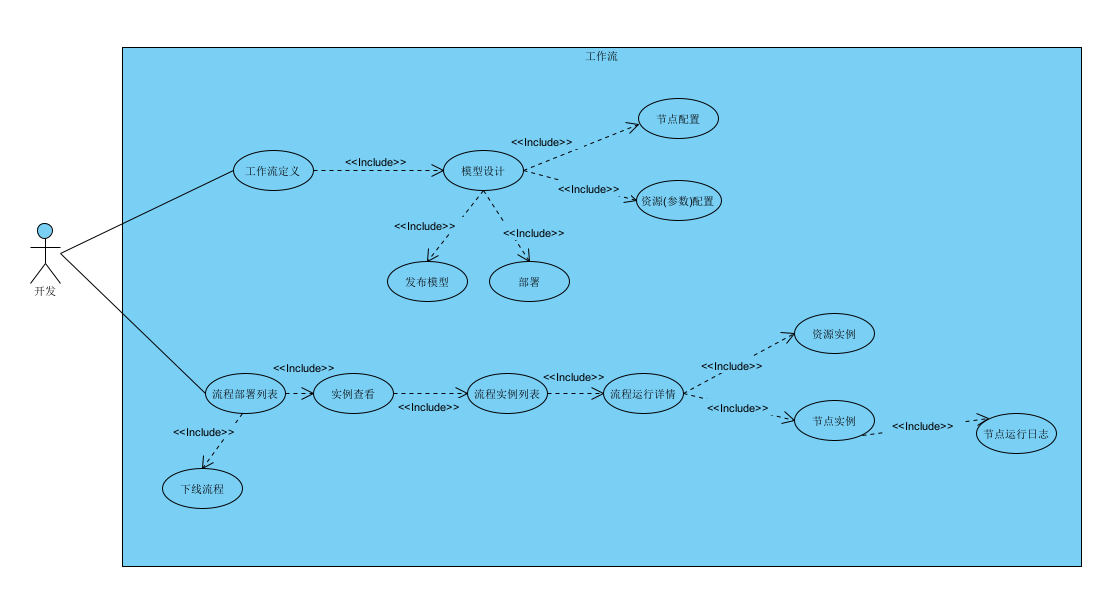 工作流
节点配置
<<Include>>
<<Include>>
工作流定义
模型设计
<<Include>>
资源(参数)配置
<<Include>>
<<Include>>
发布模型
部署
开发
资源实例
<<Include>>
<<Include>>
<<Include>>
流程部署列表
实例查看
流程实例列表
流程运行详情
<<Include>>
<<Include>>
节点实例
<<Include>>
<<Include>>
节点运行日志
下线流程